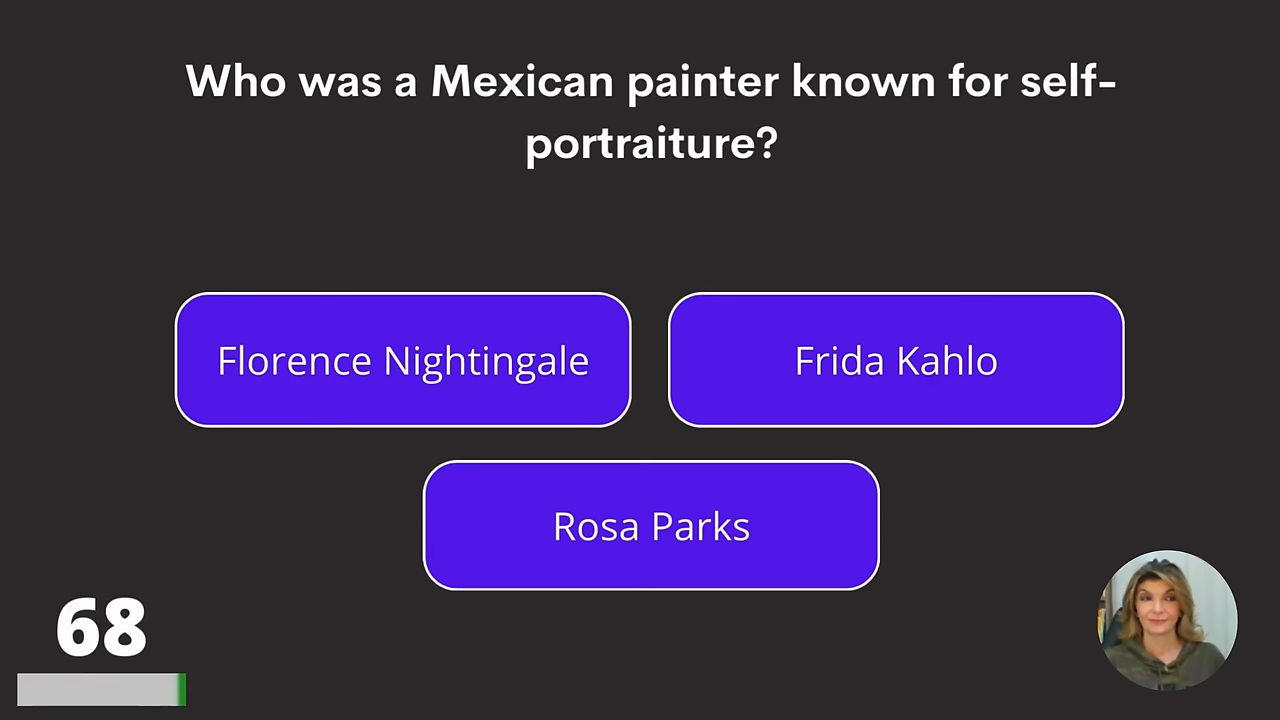 Who was a Mexican painter known for self-
portraiture?
Florence Nightingale
Frida Kahlo
Rosa Parks
68